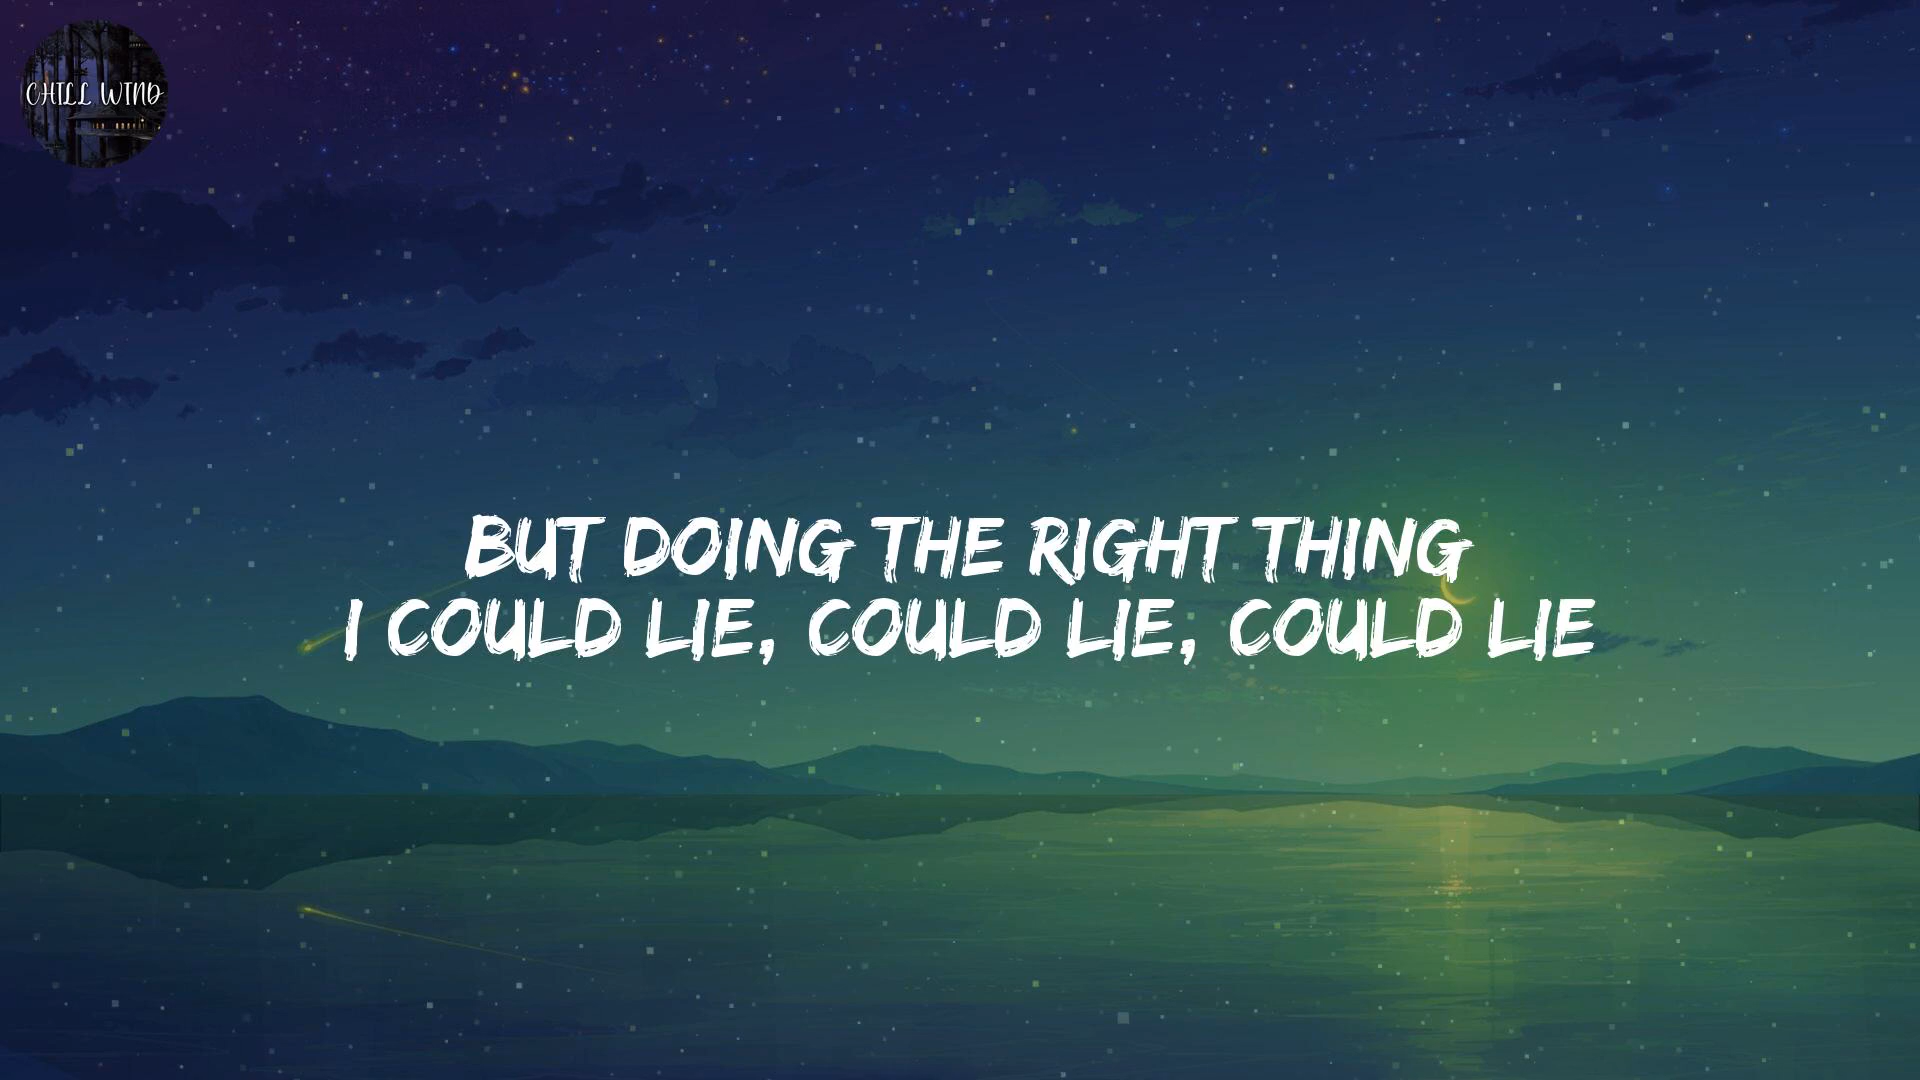 CHILL WIND
BUT DOING THE RIGHT THING
I COULD LIE, COULD LIE, COULD LIE